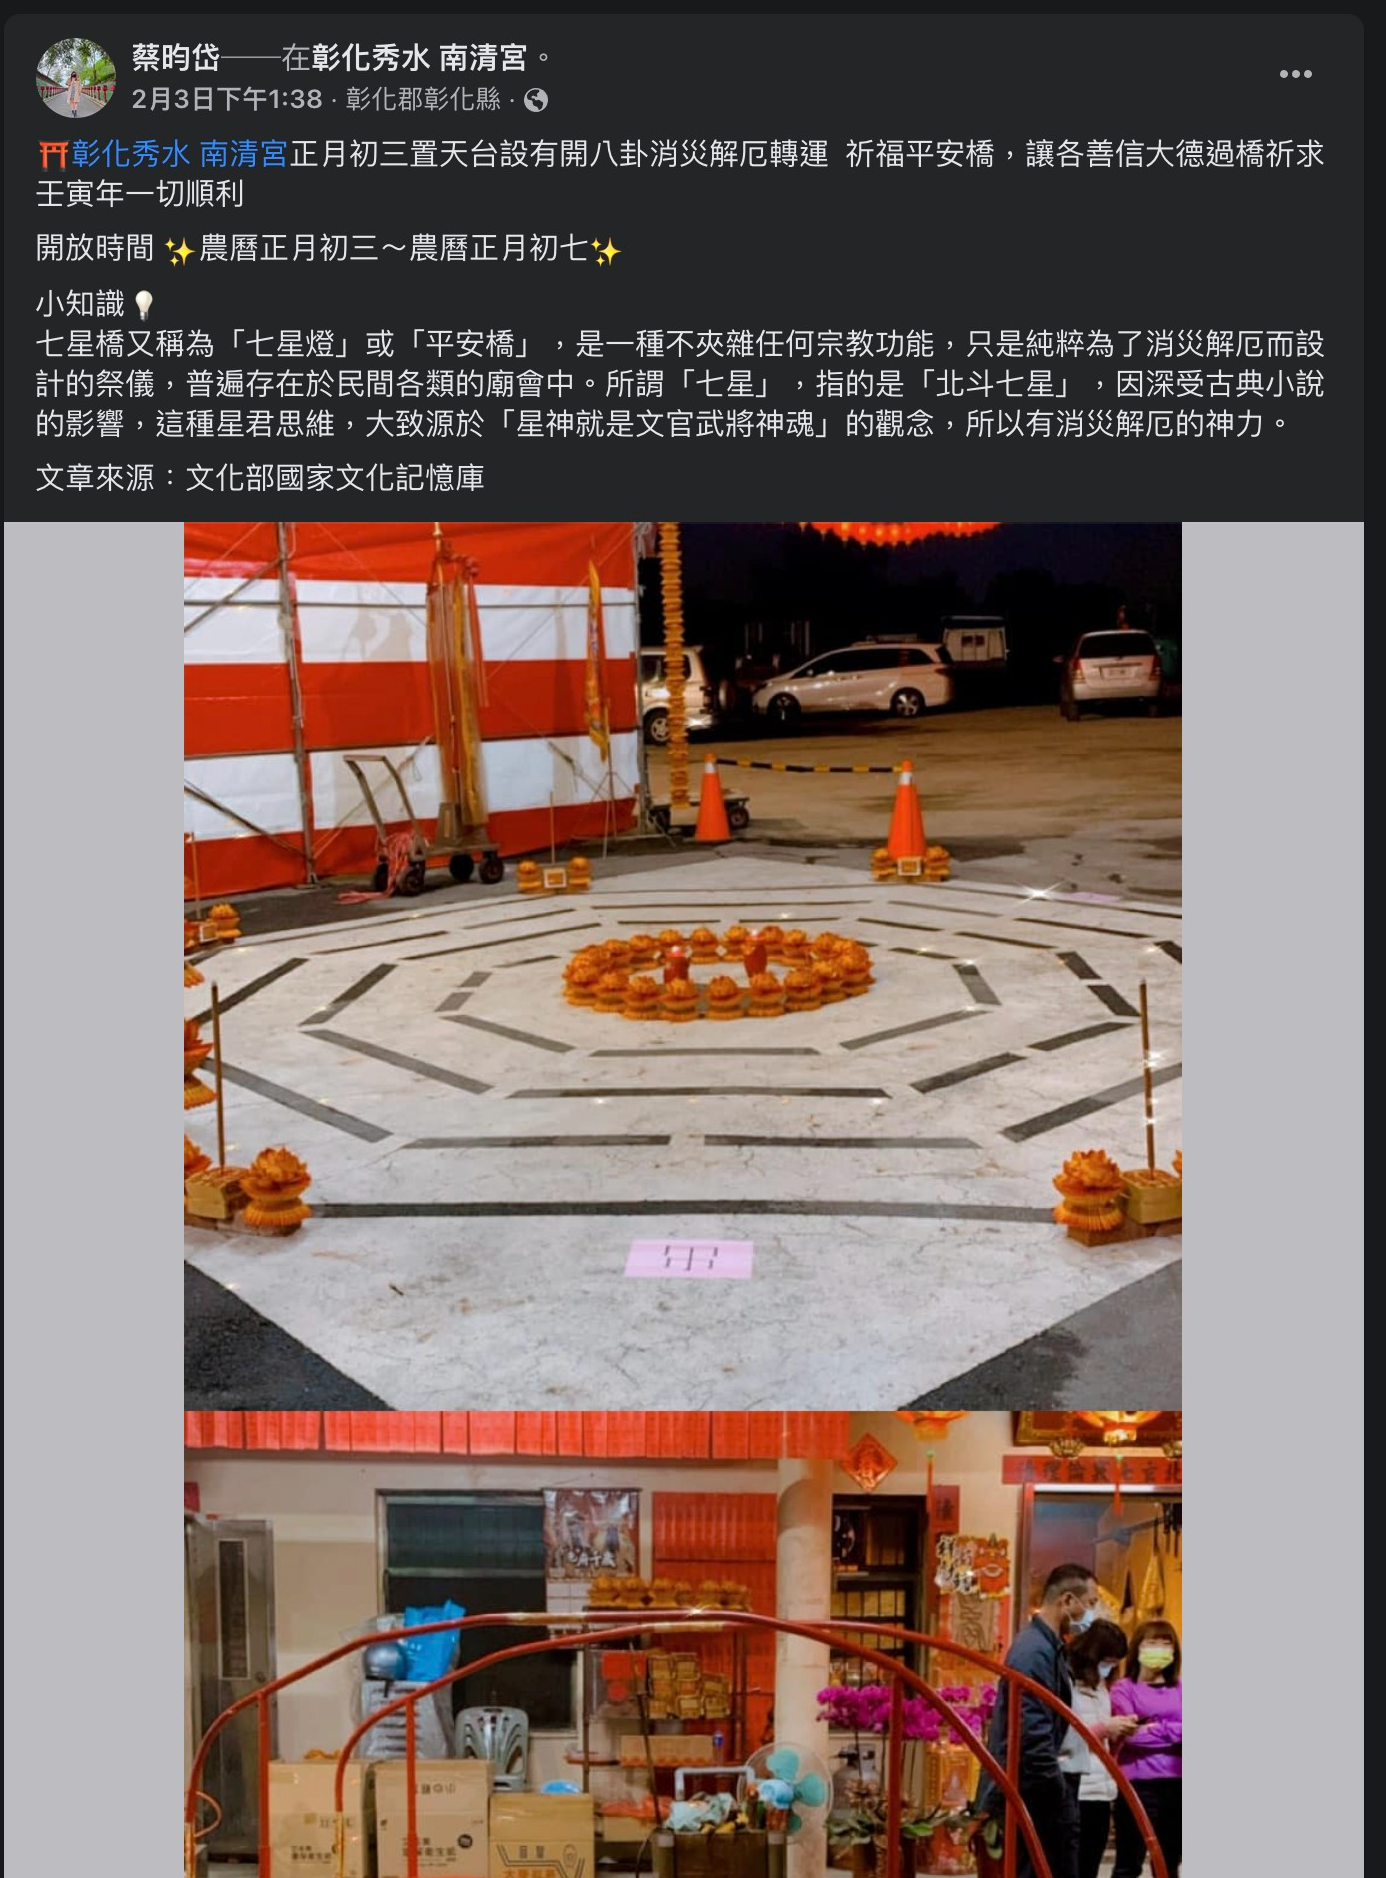 蔡昀岱——在彰化秀水 南清宮。
2月3日下午1:38 · 彰化郡彰化縣 ·
⛩️彰化秀水 南清宮正月初三置天台設有開八卦消災解厄轉運 祈福平安橋，讓各善信大德過橋祈求
壬寅年一切順利
開放時間 ✨農曆正月初三～農曆正月初七✨
小知識💡
七星橋又稱為「七星燈」或「平安橋」，是一種不夾雜任何宗教功能，只是純粹為了消災解厄而設
計的祭儀，普遍存在於民間各類的廟會中。所謂「七星」，指的是「北斗七星」，因深受古典小說
的影響，這種星君思維，大致源於「星神就是文官武將神魂」的觀念，所以有消災解厄的神力。
文章來源：文化部國家文化記憶庫